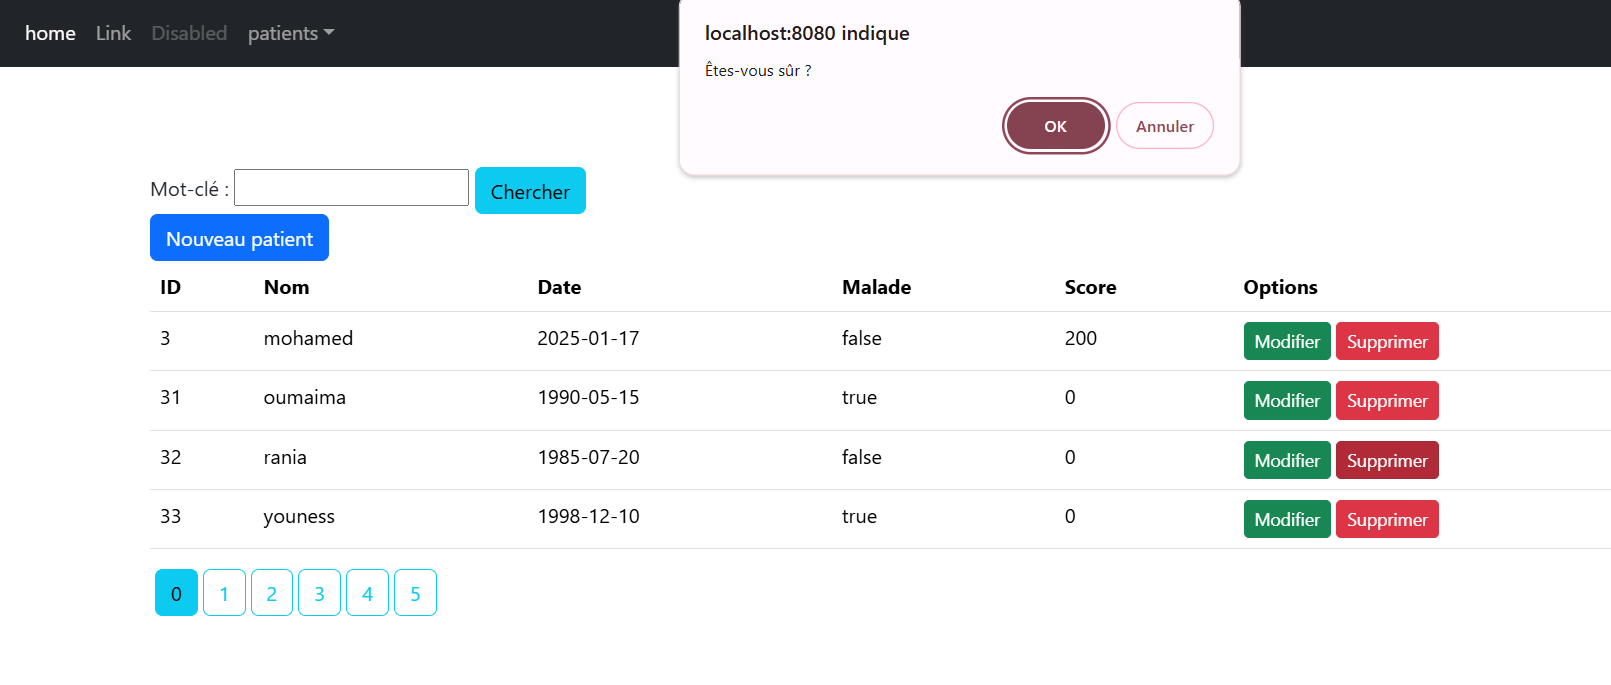 home Link Disabled patients
localhost:8080 indique
Êtes-vous sûr ?
OK Annuler
Mot-clé : Chercher
Nouveau patient
ID Nom Date Malade Score Options
3 mohamed 2025-01-17 false 200 Modifier Supprimer
31 oumaima 1990-05-15 true 0 Modifier Supprimer
32 rania 1985-07-20 false 0 Modifier Supprimer
33 youness 1998-12-10 true 0 Modifier Supprimer
0 1 2 3 4 5